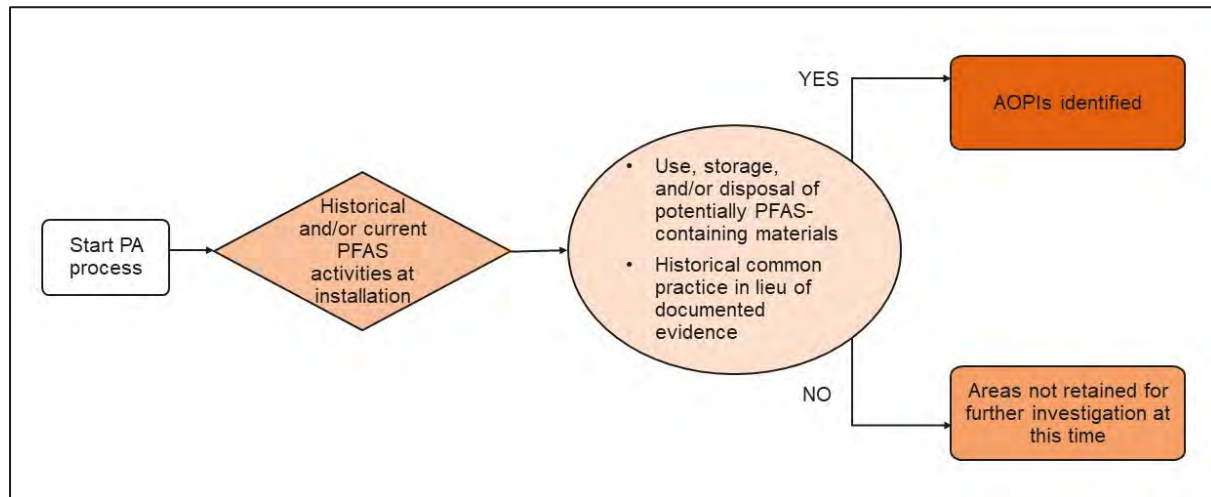 Start PA
process
Historical
and/or current
PFAS
activities at
installation
• Use, storage,
and/or disposal of
potentially PFAS-
containing materials
• Historical common
practice in lieu of
documented
evidence
YES
AOPIs identified
NO
Areas not retained for
further investigation at
this time